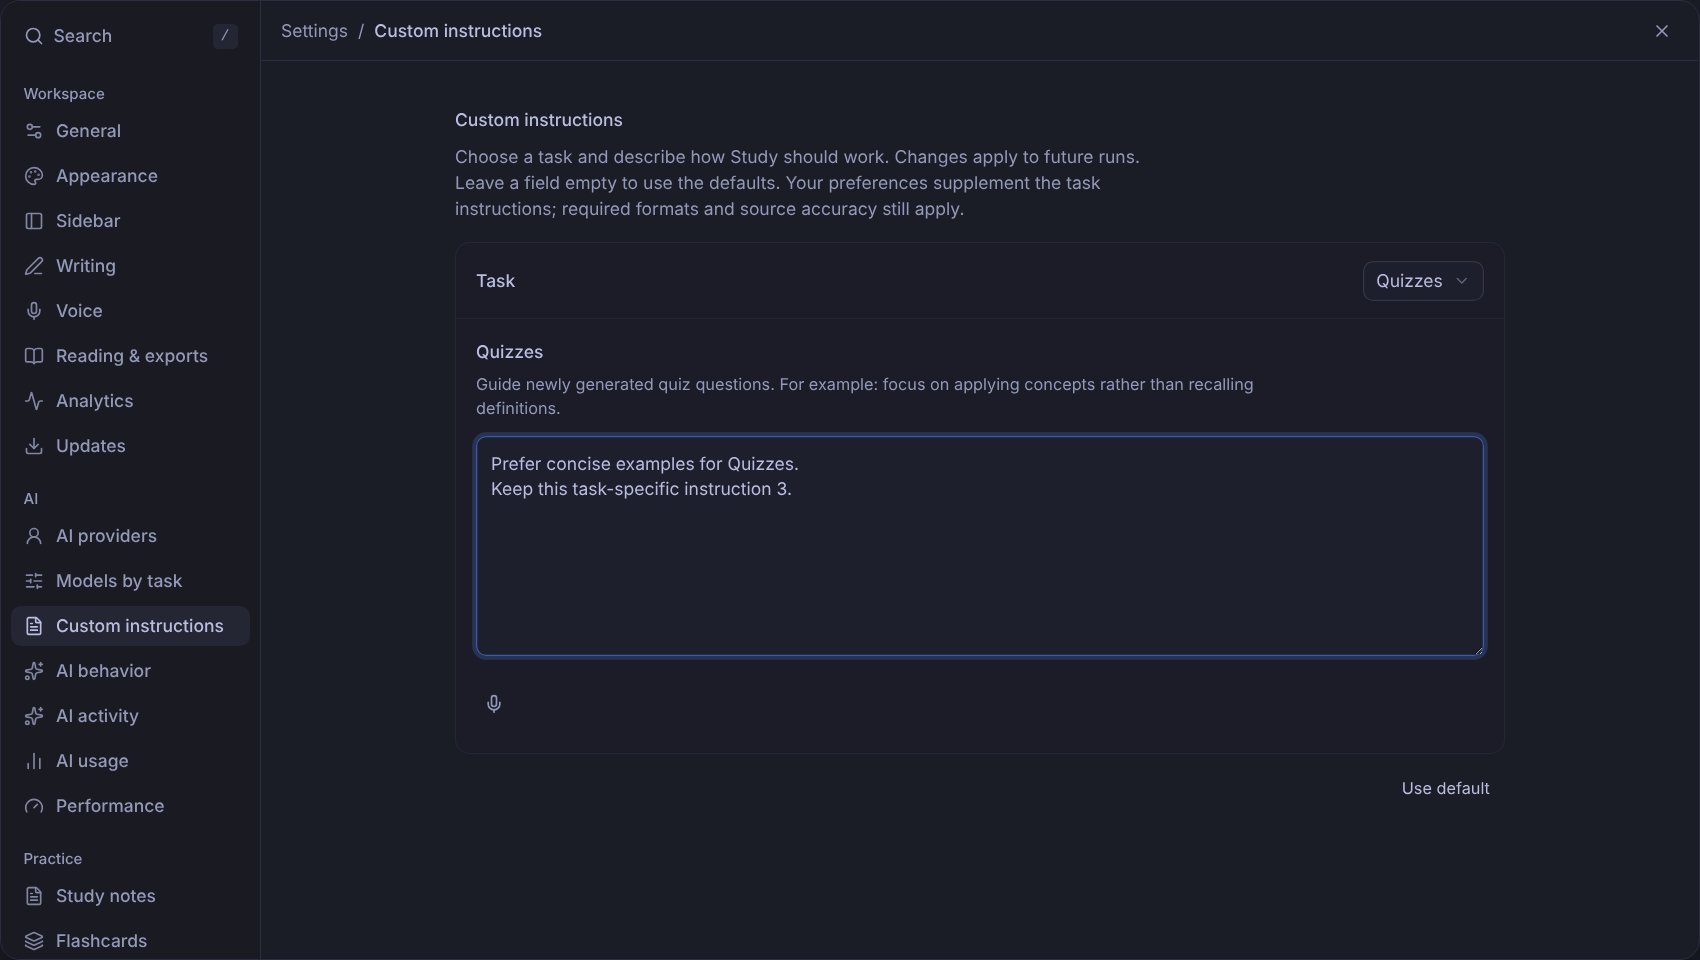 Search /
Workspace
General
Appearance
Sidebar
Writing
Voice
Reading & exports
Analytics
Updates
AI
AI providers
Models by task
Custom instructions
AI behavior
AI activity
AI usage
Performance
Practice
Study notes
Flashcards
Settings / Custom instructions
Custom instructions
Choose a task and describe how Study should work. Changes apply to future runs.
Leave a field empty to use the defaults. Your preferences supplement the task
instructions; required formats and source accuracy still apply.
Task
Quizzes
Quizzes
Guide newly generated quiz questions. For example: focus on applying concepts rather than recalling
definitions.
Prefer concise examples for Quizzes.
Keep this task-specific instruction 3.
Use default